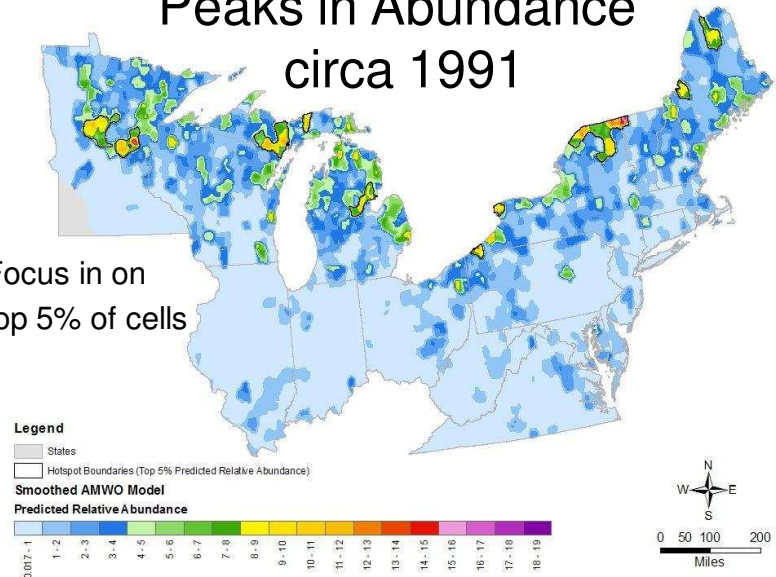 Peaks in Abundance
circa 1991
Focus in on
op 5% of cells
Legend
States
Hotspot Boundaries (Top 5% Predicted Relative Abundance)
Smoothed AMWO Model
Predicted Relative Abundance
0.017 - 1
1 - 2
2 - 3
3 - 4
4 - 5
5 - 6
6 - 7
7 - 8
8 - 9
9 - 10
10 - 11
11 - 12
12 - 13
13 - 14
14 - 15
15 - 16
16 - 17
17 - 18
18 - 19
N
W E
S
0 50 100 200
Miles